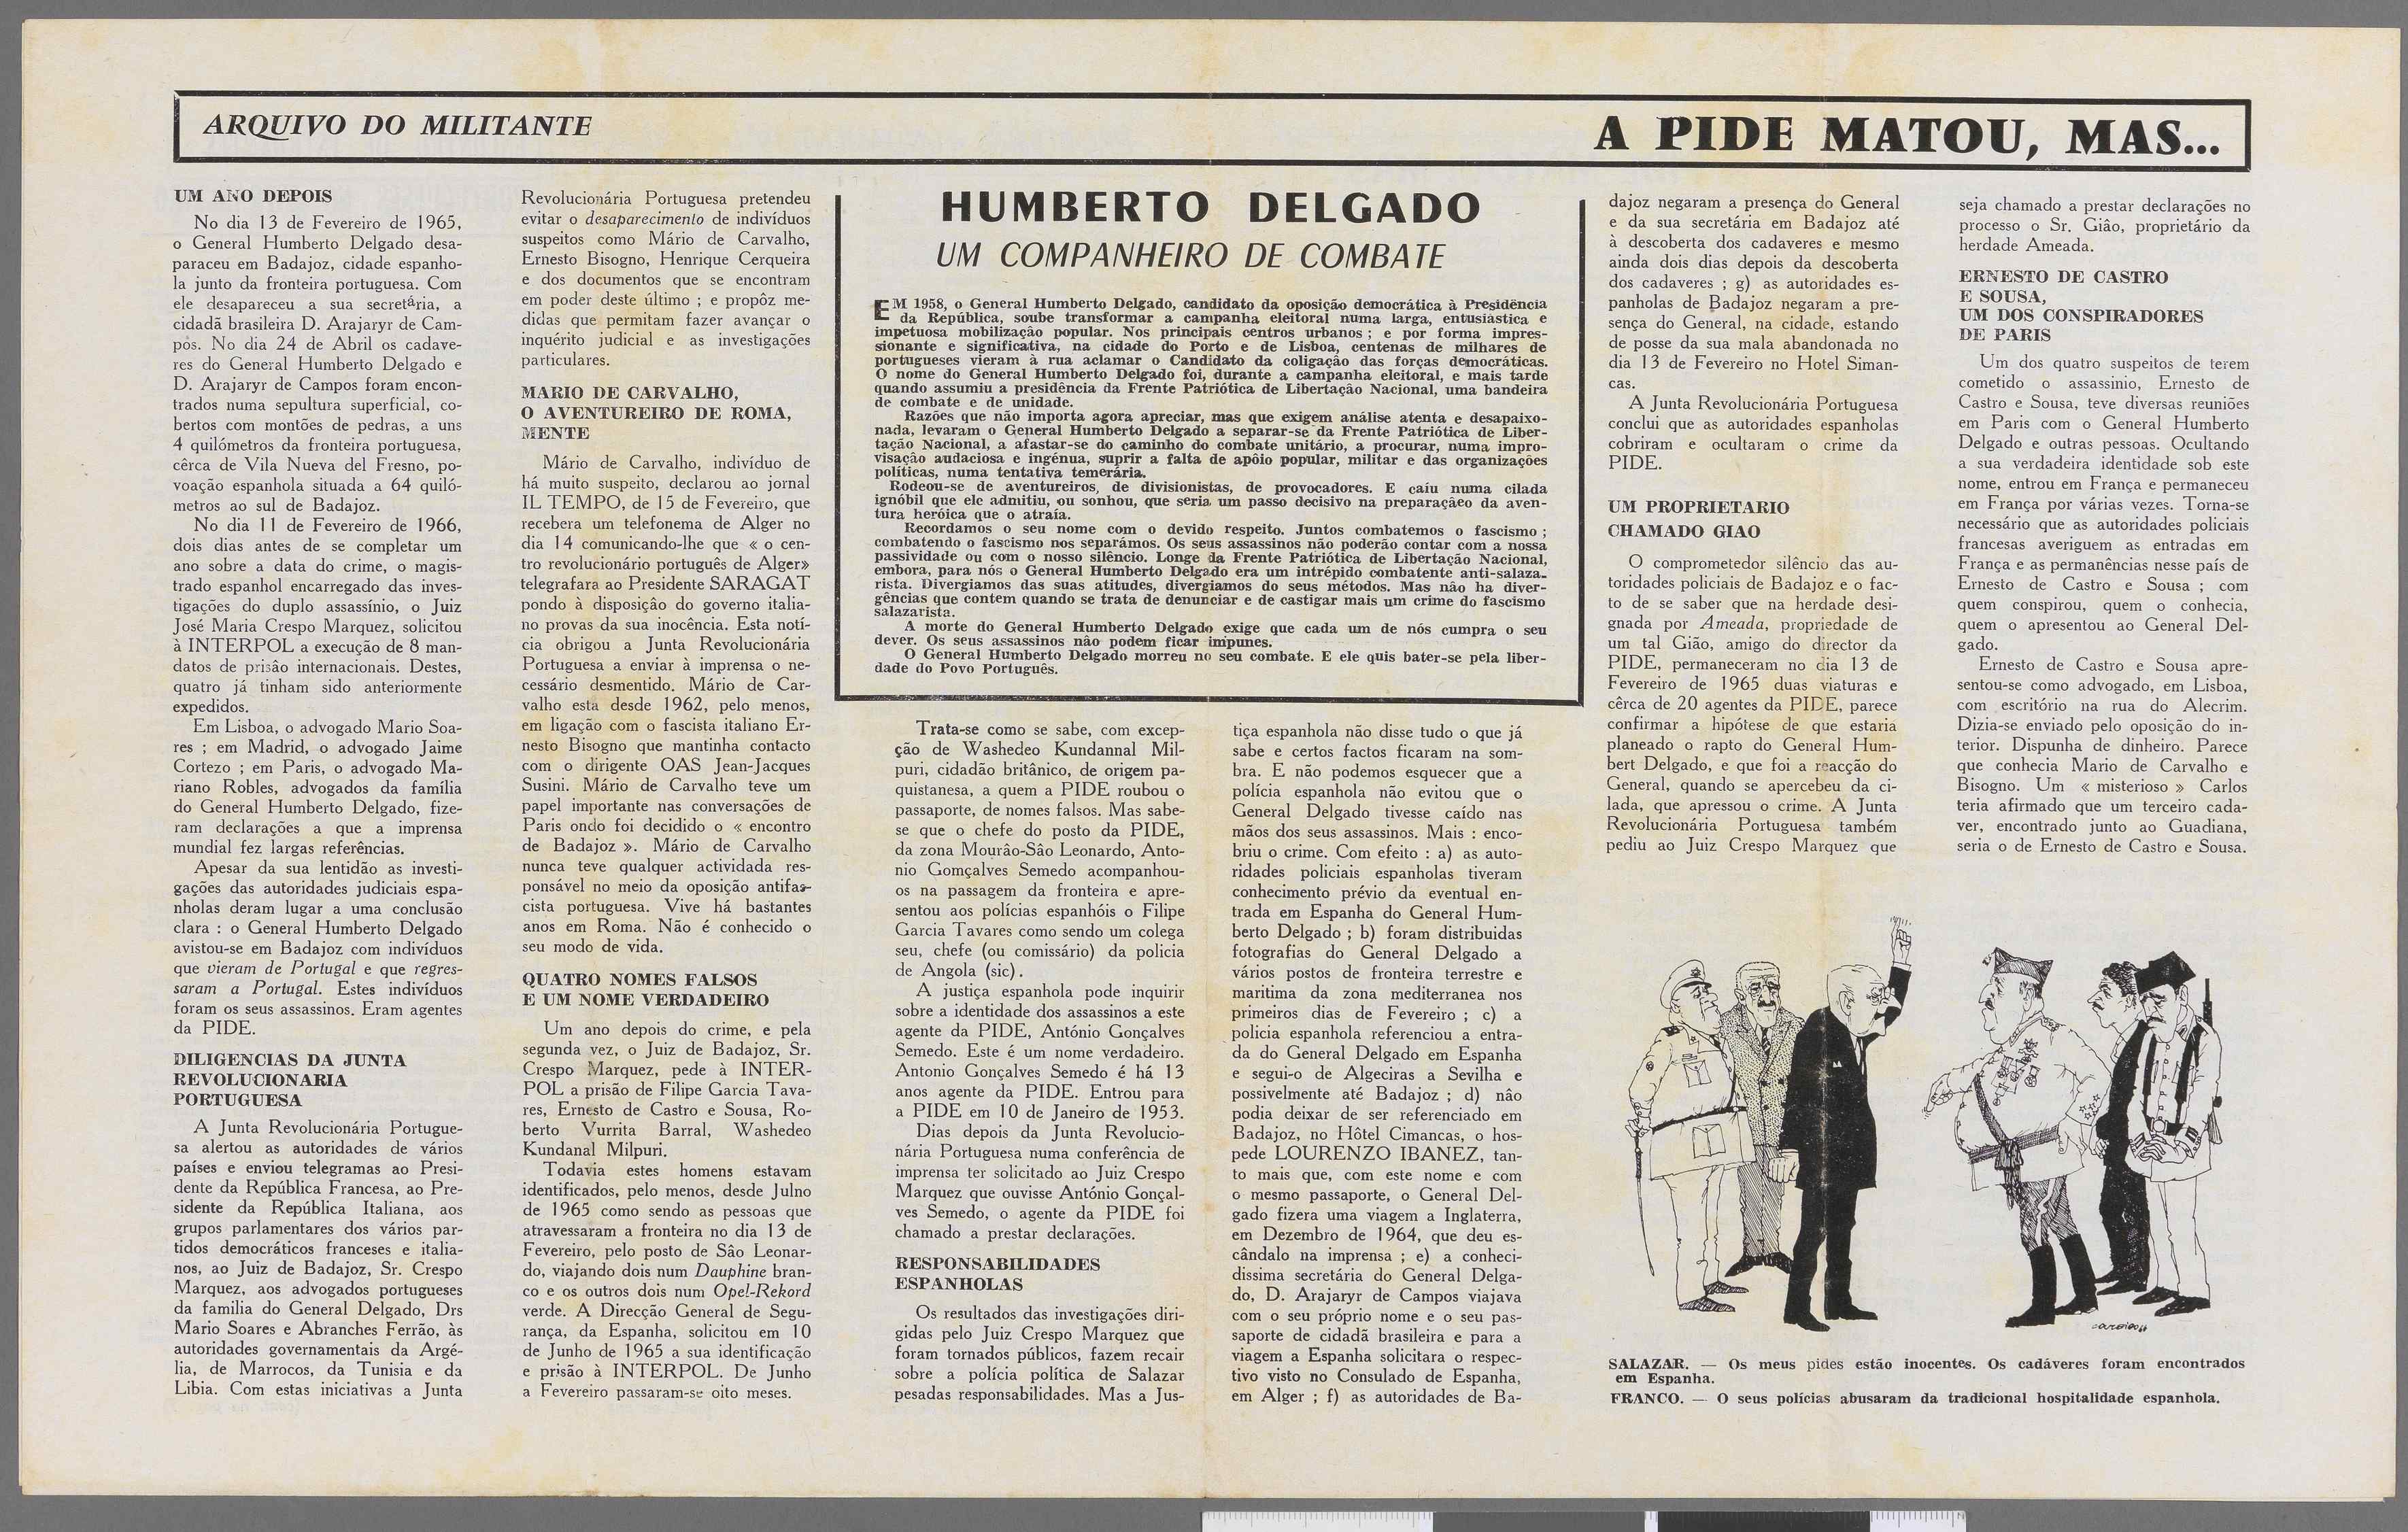 ARQUIVO DO MILITANTE
A PIDE MATOU, MAS...
UM ANO DEPOIS
No dia 13 de Fevereiro de 1965,
o General Humberto Delgado desa-
paraceu em Badajoz, cidade espanho-
la junto da fronteira portuguesa. Com
ele desapareceu a sua secretária, a
cidadã brasileira D. Arajaryr de Cam-
pos. No dia 24 de Abril os cadave-
res do General Humberto Delgado e
D. Arajaryr de Campos foram encon-
trados numa sepultura superficial, co-
bertos com montões de pedras, a uns
4 quilómetros da fronteira portuguesa,
cêrca de Vila Nueva del Fresno, po-
voação espanhola situada a 64 quiló-
metros ao sul de Badajoz.
No dia 11 de Fevereiro de 1966,
dois dias antes de se completar um
ano sobre a data do crime, o magis-
trado espanhol encarregado das inves-
tigações do duplo assassínio, o Juiz
José Maria Crespo Marquez, solicitou
à INTERPOL a execução de 8 man-
datos de prisão internacionais. Destes,
quatro já tinham sido anteriormente
expedidos.
Em Lisboa, o advogado Mario Soa-
res ; em Madrid, o advogado Jaime
Cortezo ; em Paris, o advogado Ma-
riano Robles, advogados da família
do General Humberto Delgado, fize-
ram declarações a que a imprensa
mundial fez largas referências.
Apesar da sua lentidão as investi-
gações das autoridades judiciais espa-
nholas deram lugar a uma conclusão
clara : o General Humberto Delgado
avistou-se em Badajoz com indivíduos
que vieram de Portugal e que regres-
saram a Portugal. Estes indivíduos
foram os seus assassinos. Eram agentes
da PIDE.
DILIGENCIAS DA JUNTA
REVOLUCIONARIA
PORTUGUESA
A Junta Revolucionária Portugue-
sa alertou as autoridades de vários
países e enviou telegramas ao Presi-
dente da República Francesa, ao Pre-
sidente da República Italiana, aos
grupos parlamentares dos vários par-
tidos democráticos franceses e italia-
nos, ao Juiz de Badajoz, Sr. Crespo
Marquez, aos advogados portugueses
da familia do General Delgado, Drs
Mario Soares e Abranches Ferrão, às
autoridades governamentais da Argé-
lia, de Marrocos, da Tunisia e da
Libia. Com estas iniciativas a Junta
Revolucionária Portuguesa pretendeu
evitar o desaparecimento de indivíduos
suspeitos como Mário de Carvalho,
Ernesto Bisogno, Henrique Cerqueira
e dos documentos que se encontram
em poder deste último ; e propôz me-
didas que permitam fazer avançar o
inquérito judicial e as investigações
particulares.
MARIO DE CARVALHO,
O AVENTUREIRO DE ROMA,
MENTE
Mário de Carvalho, indivíduo de
há muito suspeito, declarou ao jornal
IL TEMPO, de 15 de Fevereiro, que
recebera um telefonema de Alger no
dia 14 comunicando-lhe que « o cen-
tro revolucionário português de Alger»
telegrafara ao Presidente SARAGAT
pondo à disposição do governo italia-
no provas da sua inocência. Esta notí-
cia obrigou a Junta Revolucionária
Portuguesa a enviar à imprensa o ne-
cessário desmentido. Mário de Car-
valho está desde 1962, pelo menos,
em ligação com o fascista italiano Er-
nesto Bisogno que mantinha contacto
com o dirigente OAS Jean-Jacques
Susini. Mário de Carvalho teve um
papel importante nas conversações de
Paris ondo foi decidido o « encontro
de Badajoz ». Mário de Carvalho
nunca teve qualquer actividada res-
ponsável no meio da oposição antifas-
cista portuguesa. Vive há bastantes
anos em Roma. Não é conhecido o
seu modo de vida.
QUATRO NOMES FALSOS
E UM NOME VERDADEIRO
Um ano depois do crime, e pela
segunda vez, o Juiz de Badajoz, Sr.
Crespo Marquez, pede à INTER-
POL a prisão de Filipe Garcia Tava-
res, Ernesto de Castro e Sousa, Ro-
berto Vurrita Barral, Washedeo
Kundanal Milpuri.
Todavia estes homens estavam
identificados, pelo menos, desde Julno
de 1965 como sendo as pessoas que
atravessaram a fronteira no dia 13 de
Fevereiro, pelo posto de São Leonar-
do, viajando dois num Dauphine bran-
co e os outros dois num Opel-Rekord
verde. A Direcção General de Segu-
rança, da Espanha, solicitou em 10
de Junho de 1965 a sua identificação
e prisão à INTERPOL. De Junho
a Fevereiro passaram-se oito meses.
HUMBERTO DELGADO
UM COMPANHEIRO DE COMBATE
EM 1958, o General Humberto Delgado, candidato da oposição democrática à Presidência
da República, soube transformar a campanha eleitoral numa larga, entusiástica e
impetuosa mobilização popular. Nos principais centros urbanos ; e por forma impres-
sionante e significativa, na cidade do Porto e de Lisboa, centenas de milhares de
portugueses vieram à rua aclamar o Candidato da coligação das forças democráticas.
O nome do General Humberto Delgado foi, durante a campanha eleitoral, e mais tarde
quando assumiu a presidência da Frente Patriótica de Libertação Nacional, uma bandeira
de combate e de unidade.
Razões que não importa agora apreciar, mas que exigem análise atenta e desapaixo-
nada, levaram o General Humberto Delgado a separar-se da Frente Patriótica de Liber-
tação Nacional, a afastar-se do caminho do combate unitário, a procurar, numa impro-
visação audaciosa e ingénua, suprir a falta de apôio popular, militar e das organizações
políticas, numa tentativa temerária.
Rodeou-se de aventureiros, de divisionistas, de provocadores. E caíu numa cilada
ignóbil que ele admitiu, ou sonhou, que seria um passo decisivo na preparaçãeo da aven-
tura heróica que o atraía.
Recordamos o seu nome com o devido respeito. Juntos combatemos o fascismo ;
combatendo o fascismo nos separámos. Os seus assassinos não poderão contar com a nossa
passividade ou com o nosso silêncio. Longe da Frente Patriótica de Libertação Nacional,
embora, para nós o General Humberto Delgado era um intrépido combatente anti-salaza-
rista. Divergiamos das suas atitudes, divergiamos do seus métodos. Mas não ha diver-
gências que contem quando se trata de denunciar e de castigar mais um crime do fascismo
salazarista.
A morte do General Humberto Delgado exige que cada um de nós cumpra o seu
dever. Os seus assassinos não podem ficar impunes.
O General Humberto Delgado morreu no seu combate. E ele quis bater-se pela liber-
dade do Povo Português.
Trata-se como se sabe, com excep-
ção de Washedeo Kundannal Mil-
puri, cidadão britânico, de origem pa-
quistanesa, a quem a PIDE roubou o
passaporte, de nomes falsos. Mas sabe-
se que o chefe do posto da PIDE,
da zona Mourão-São Leonardo, Anto-
nio Gomçalves Semedo acompanhou-
os na passagem da fronteira e apre-
sentou aos polícias espanhóis o Filipe
Garcia Tavares como sendo um colega
seu, chefe (ou comissário) da policia
de Angola (sic).
A justiça espanhola pode inquirir
sobre a identidade dos assassinos a este
agente da PIDE, António Gonçalves
Semedo. Este é um nome verdadeiro.
Antonio Gonçalves Semedo é há 13
anos agente da PIDE. Entrou para
a PIDE em 10 de Janeiro de 1953.
Dias depois da Junta Revolucio-
nária Portuguesa numa conferência de
imprensa ter solicitado ao Juiz Crespo
Marquez que ouvisse António Gonçal-
ves Semedo, o agente da PIDE foi
chamado a prestar declarações.
RESPONSABILIDADES
ESPANHOLAS
Os resultados das investigações diri-
gidas pelo Juiz Crespo Marquez que
foram tornados públicos, fazem recair
sobre a polícia política de Salazar
pesadas responsabilidades. Mas a Jus-
tiça espanhola não disse tudo o que já
sabe e certos factos ficaram na som-
bra. E não podemos esquecer que a
polícia espanhola não evitou que o
General Delgado tivesse caído nas
mãos dos seus assassinos. Mais : enco-
briu o crime. Com efeito : a) as auto-
ridades policiais espanholas tiveram
conhecimento prévio da eventual en-
trada em Espanha do General Hum-
berto Delgado ; b) foram distribuidas
fotografias do General Delgado a
vários postos de fronteira terrestre e
maritima da zona mediterranea nos
primeiros dias de Fevereiro ; c) a
policia espanhola referenciou a entra-
da do General Delgado em Espanha
e segui-o de Algeciras a Sevilha e
possivelmente até Badajoz ; d) não
podia deixar de ser referenciado em
Badajoz, no Hôtel Cimancas, o hos-
pede LOURENZO IBANEZ, tan-
to mais que, com este nome e com
o mesmo passaporte, o General Del-
gado fizera uma viagem a Inglaterra,
em Dezembro de 1964, que deu es-
cândalo na imprensa ; e) a conheci-
dissima secretária do General Delga-
do, D. Arajaryr de Campos viajava
com o seu próprio nome e o seu pas-
saporte de cidadã brasileira e para a
viagem a Espanha solicitara o respec-
tivo visto no Consulado de Espanha,
em Alger ; f) as autoridades de Ba-
dajoz negaram a presença do General
e da sua secretária em Badajoz até
à descoberta dos cadaveres e mesmo
ainda dois dias depois da descoberta
dos cadaveres ; g) as autoridades es-
panholas de Badajoz negaram a pre-
sença do General, na cidade, estando
de posse da sua mala abandonada no
dia 13 de Fevereiro no Hotel Siman-
cas.
A Junta Revolucionária Portuguesa
conclui que as autoridades espanholas
cobriram e ocultaram o crime da
PIDE.
UM PROPRIETARIO
CHAMADO GIAO
O comprometedor silêncio das au-
toridades policiais de Badajoz e o fac-
to de se saber que na herdade desi-
gnada por Ameada, propriedade de
um tal Gião, amigo do director da
PIDE, permaneceram no dia 13 de
Fevereiro de 1965 duas viaturas e
cêrca de 20 agentes da PIDE, parece
confirmar a hipótese de que estaria
planeado o rapto do General Hum-
bert Delgado, e que foi a reacção do
General, quando se apercebeu da ci-
lada, que apressou o crime. A Junta
Revolucionária Portuguesa também
pediu ao Juiz Crespo Marquez que
seja chamado a prestar declarações no
processo o Sr. Gião, proprietário da
herdade Ameada.
ERNESTO DE CASTRO
E SOUSA,
UM DOS CONSPIRADORES
DE PARIS
Um dos quatro suspeitos de terem
cometido o assassinio, Ernesto de
Castro e Sousa, teve diversas reuniões
em Paris com o General Humberto
Delgado e outras pessoas. Ocultando
a sua verdadeira identidade sob este
nome, entrou em França e permaneceu
em França por várias vezes. Torna-se
necessário que as autoridades policiais
francesas averiguem as entradas em
França e as permanências nesse país de
Ernesto de Castro e Sousa ; com
quem conspirou, quem o conhecia,
quem o apresentou ao General Del-
gado.
Ernesto de Castro e Sousa apre-
sentou-se como advogado, em Lisboa,
com escritório na rua do Alecrim.
Dizia-se enviado pelo oposição do in-
terior. Dispunha de dinheiro. Parece
que conhecia Mario de Carvalho e
Bisogno. Um « misterioso » Carlos
teria afirmado que um terceiro cada-
ver, encontrado junto ao Guadiana,
seria o de Ernesto de Castro e Sousa.
SALAZAR. — Os meus pides estão inocentes. Os cadáveres foram encontrados
em Espanha.
FRANCO. — O seus polícias abusaram da tradicional hospitalidade espanhola.